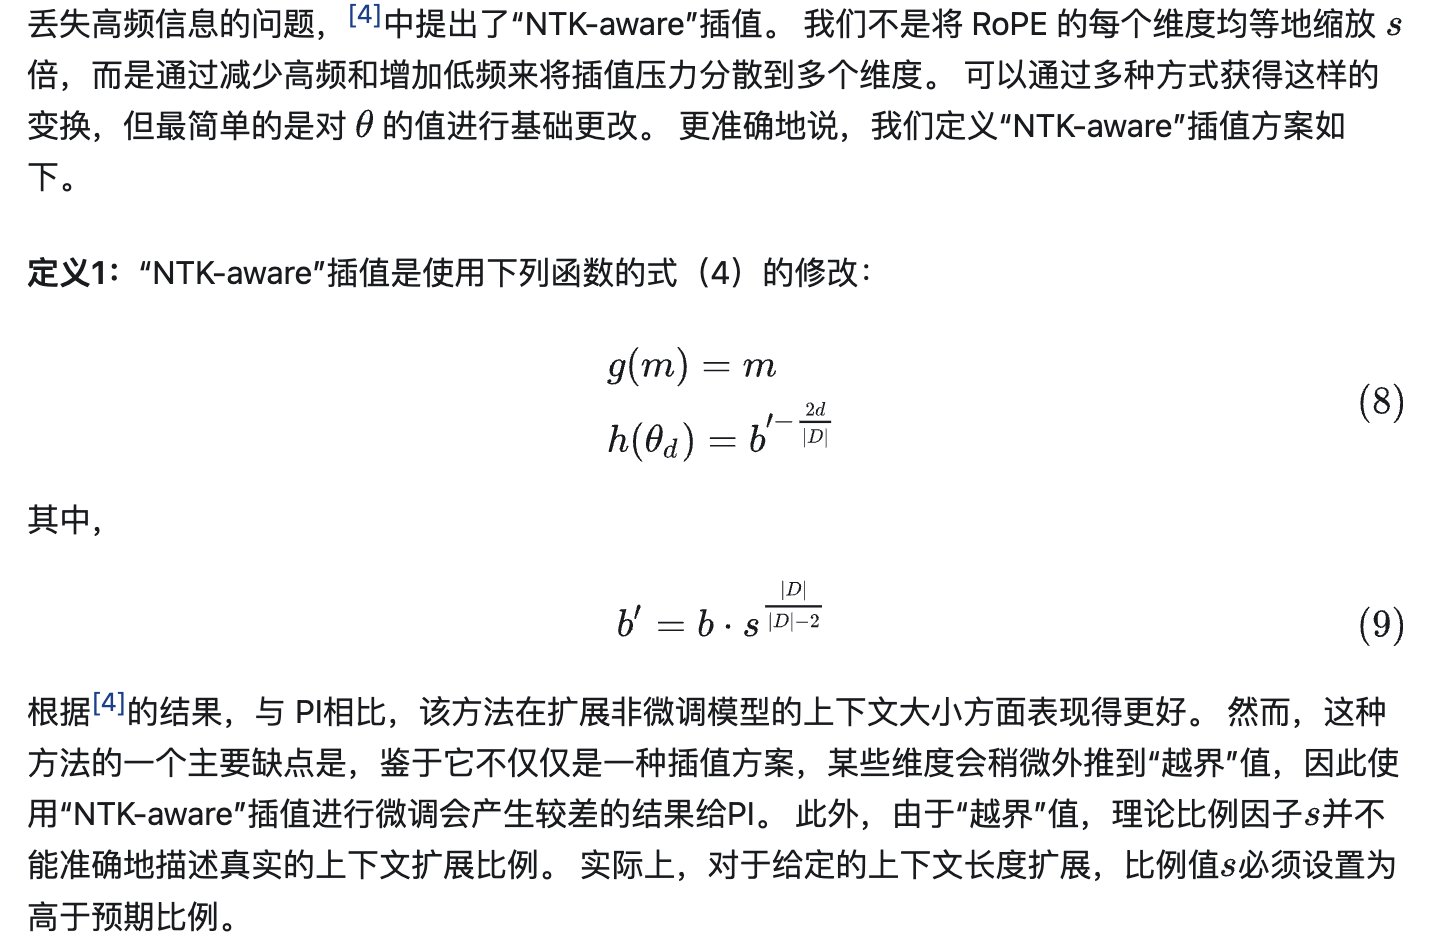 丢失高频信息的问题，[4]中提出了“NTK-aware”插值。 我们不是将 RoPE 的每个维度均等地缩放 s
倍，而是通过减少高频和增加低频来将插值压力分散到多个维度。 可以通过多种方式获得这样的
变换，但最简单的是对 θ 的值进行基础更改。 更准确地说，我们定义“NTK-aware”插值方案如
下。
定义1：“NTK-aware”插值是使用下列函数的式（4）的修改：
g(m) = m
h(θ_d) = b'^{-\frac{2d}{|D|}}
(8)
其中，
b' = b · s^{\frac{|D|}{|D|-2}}
(9)
根据[4]的结果，与 PI相比，该方法在扩展非微调模型的上下文大小方面表现得更好。 然而，这种
方法的一个主要缺点是，鉴于它不仅仅是一种插值方案，某些维度会稍微外推到“越界”值，因此使
用“NTK-aware”插值进行微调会产生较差的结果给PI。 此外，由于“越界”值，理论比例因子s并不
能准确地描述真实的上下文扩展比例。 实际上，对于给定的上下文长度扩展，比例值s必须设置为
高于预期比例。